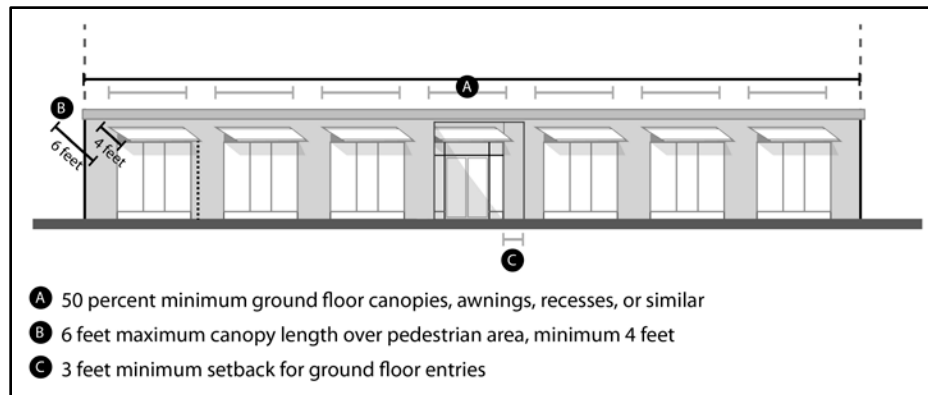 A
B
6 feet
4 feet
C
A 50 percent minimum ground floor canopies, awnings, recesses, or similar
B 6 feet maximum canopy length over pedestrian area, minimum 4 feet
C 3 feet minimum setback for ground floor entries